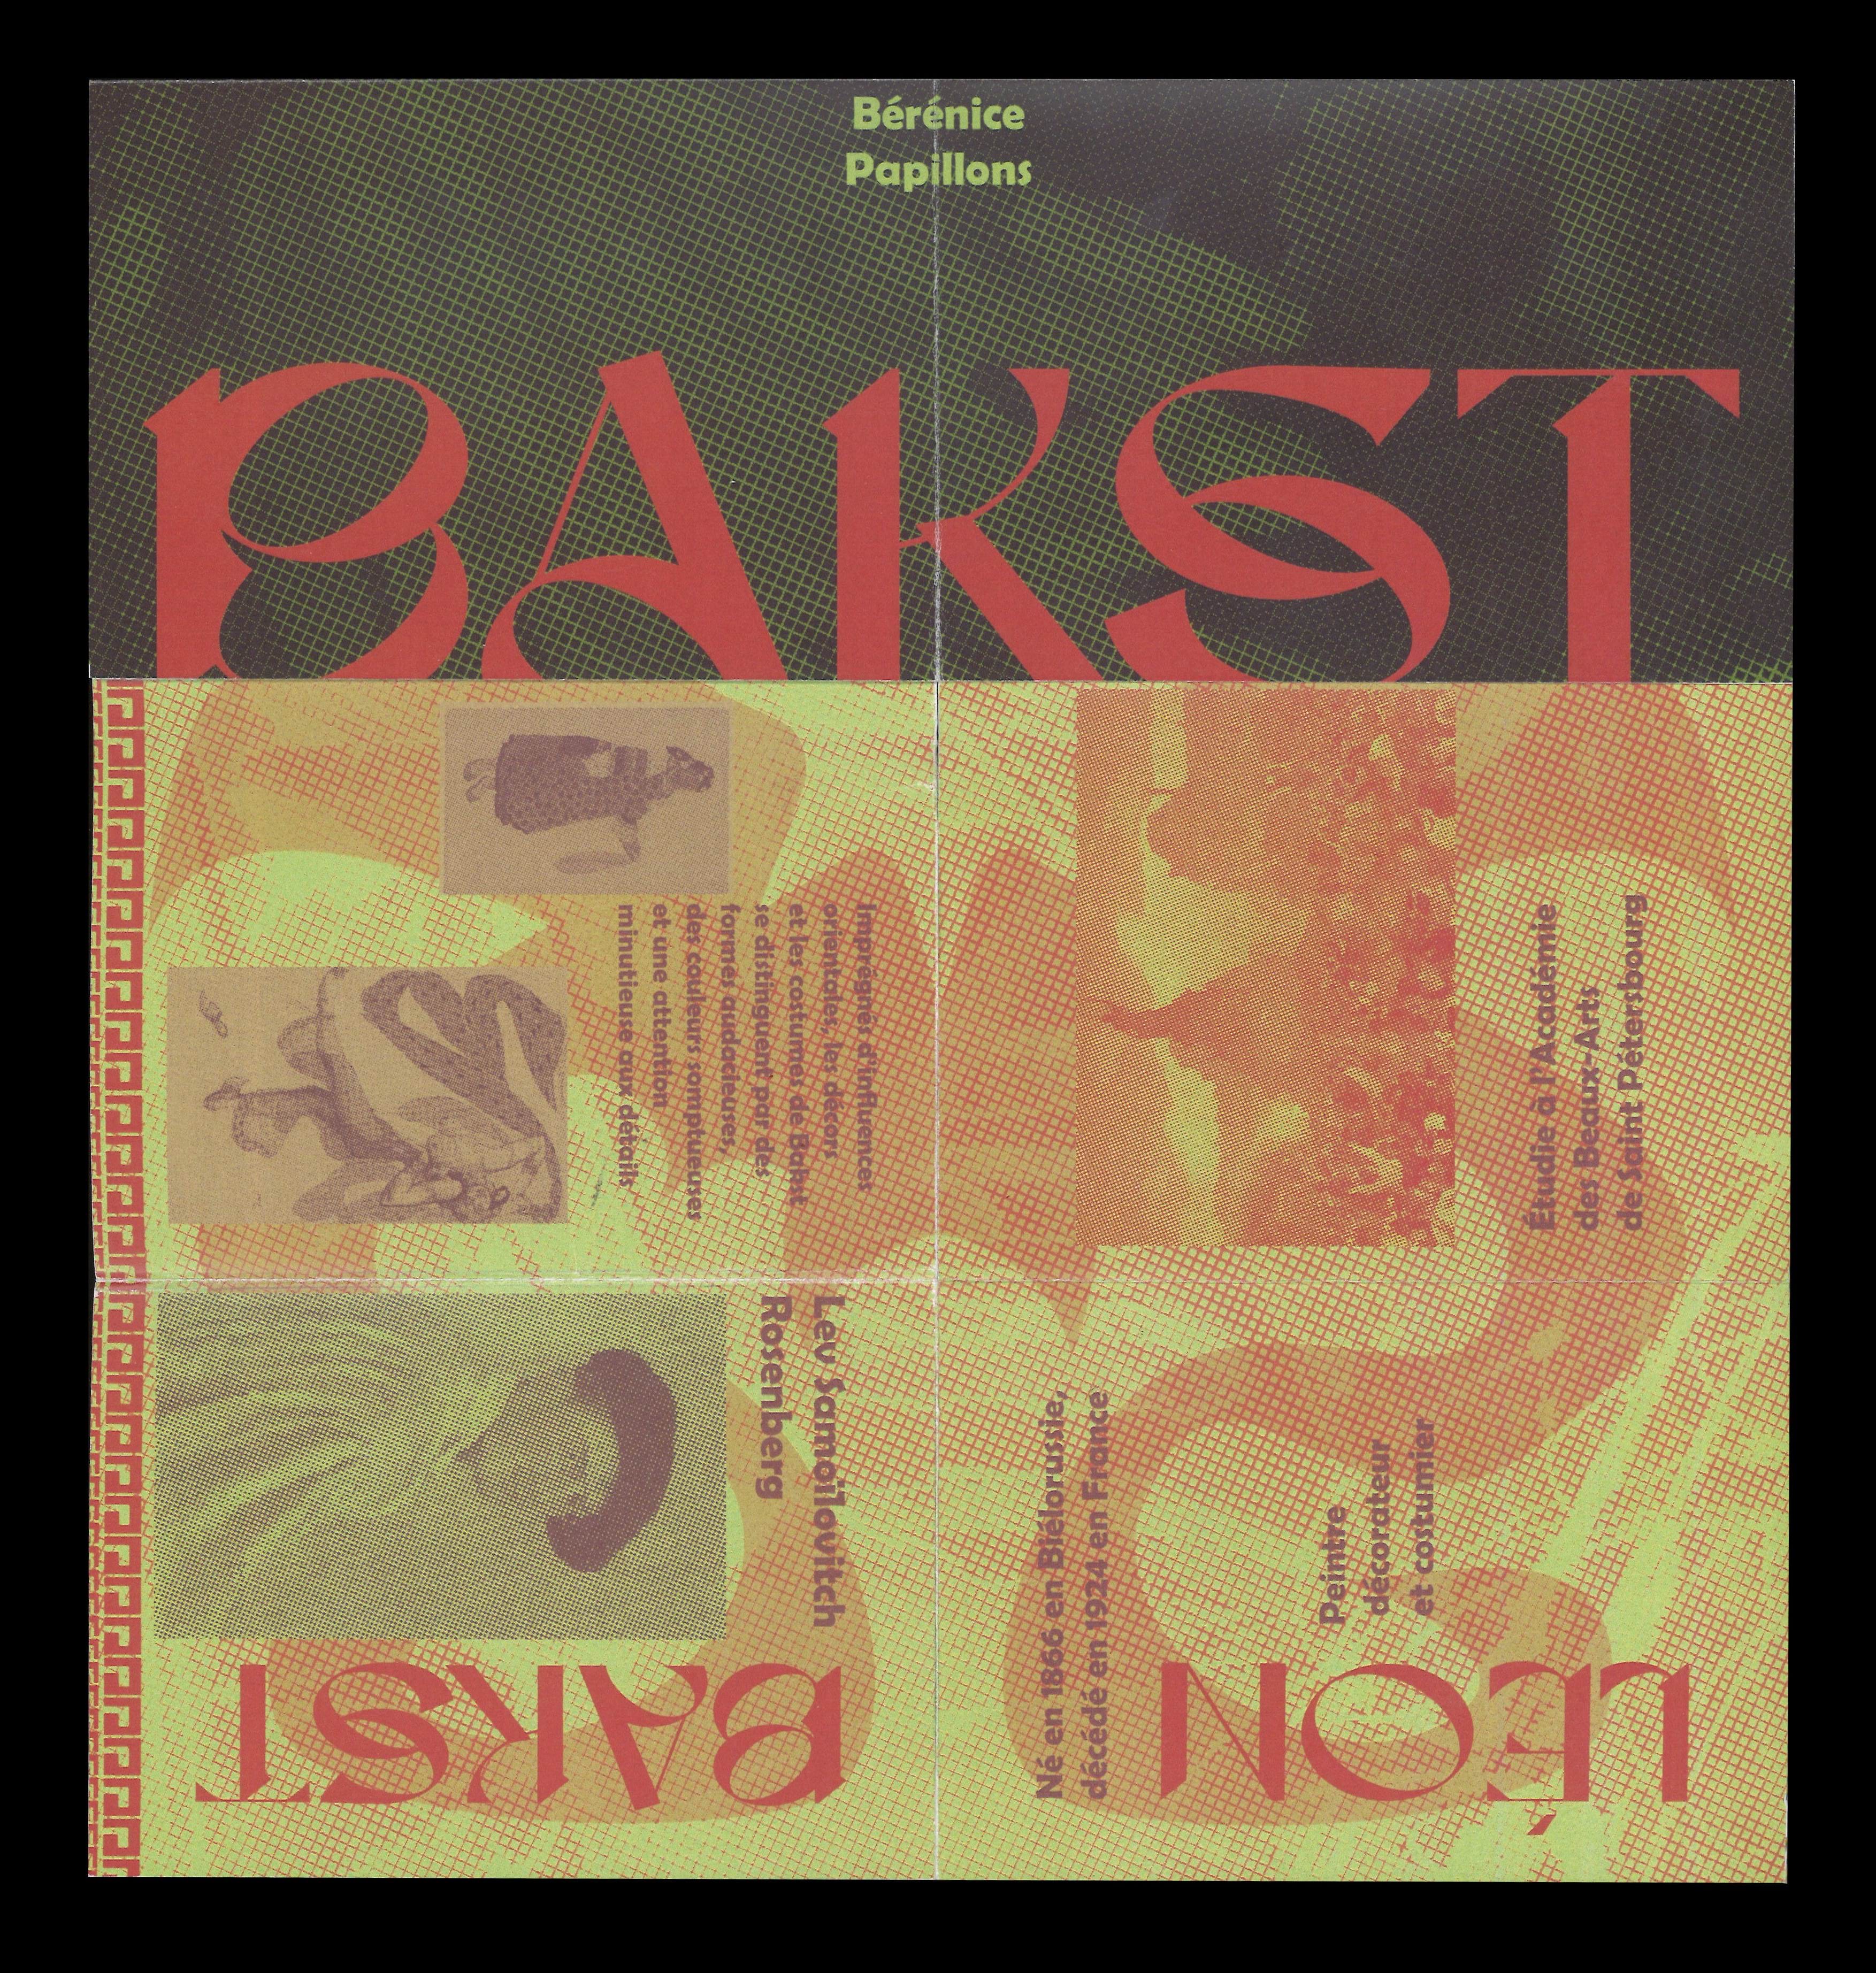 Bérénice
Papillons
BAKST
Imprégnés d'influences
orientales, les décors
et les costumes de Bakst
se distinguent par des
formes audacieuses,
des couleurs somptueuses
et une attention
minutieuse aux détails
Étudie à l'Académie
des Beaux-Arts
de Saint Pétersbourg
Lev Samoïlovitch
Rosenberg
Né en 1866 en Biélorussie,
décédé en 1924 en France
Peintre
décorateur
et costumier
LÉON
BAKST